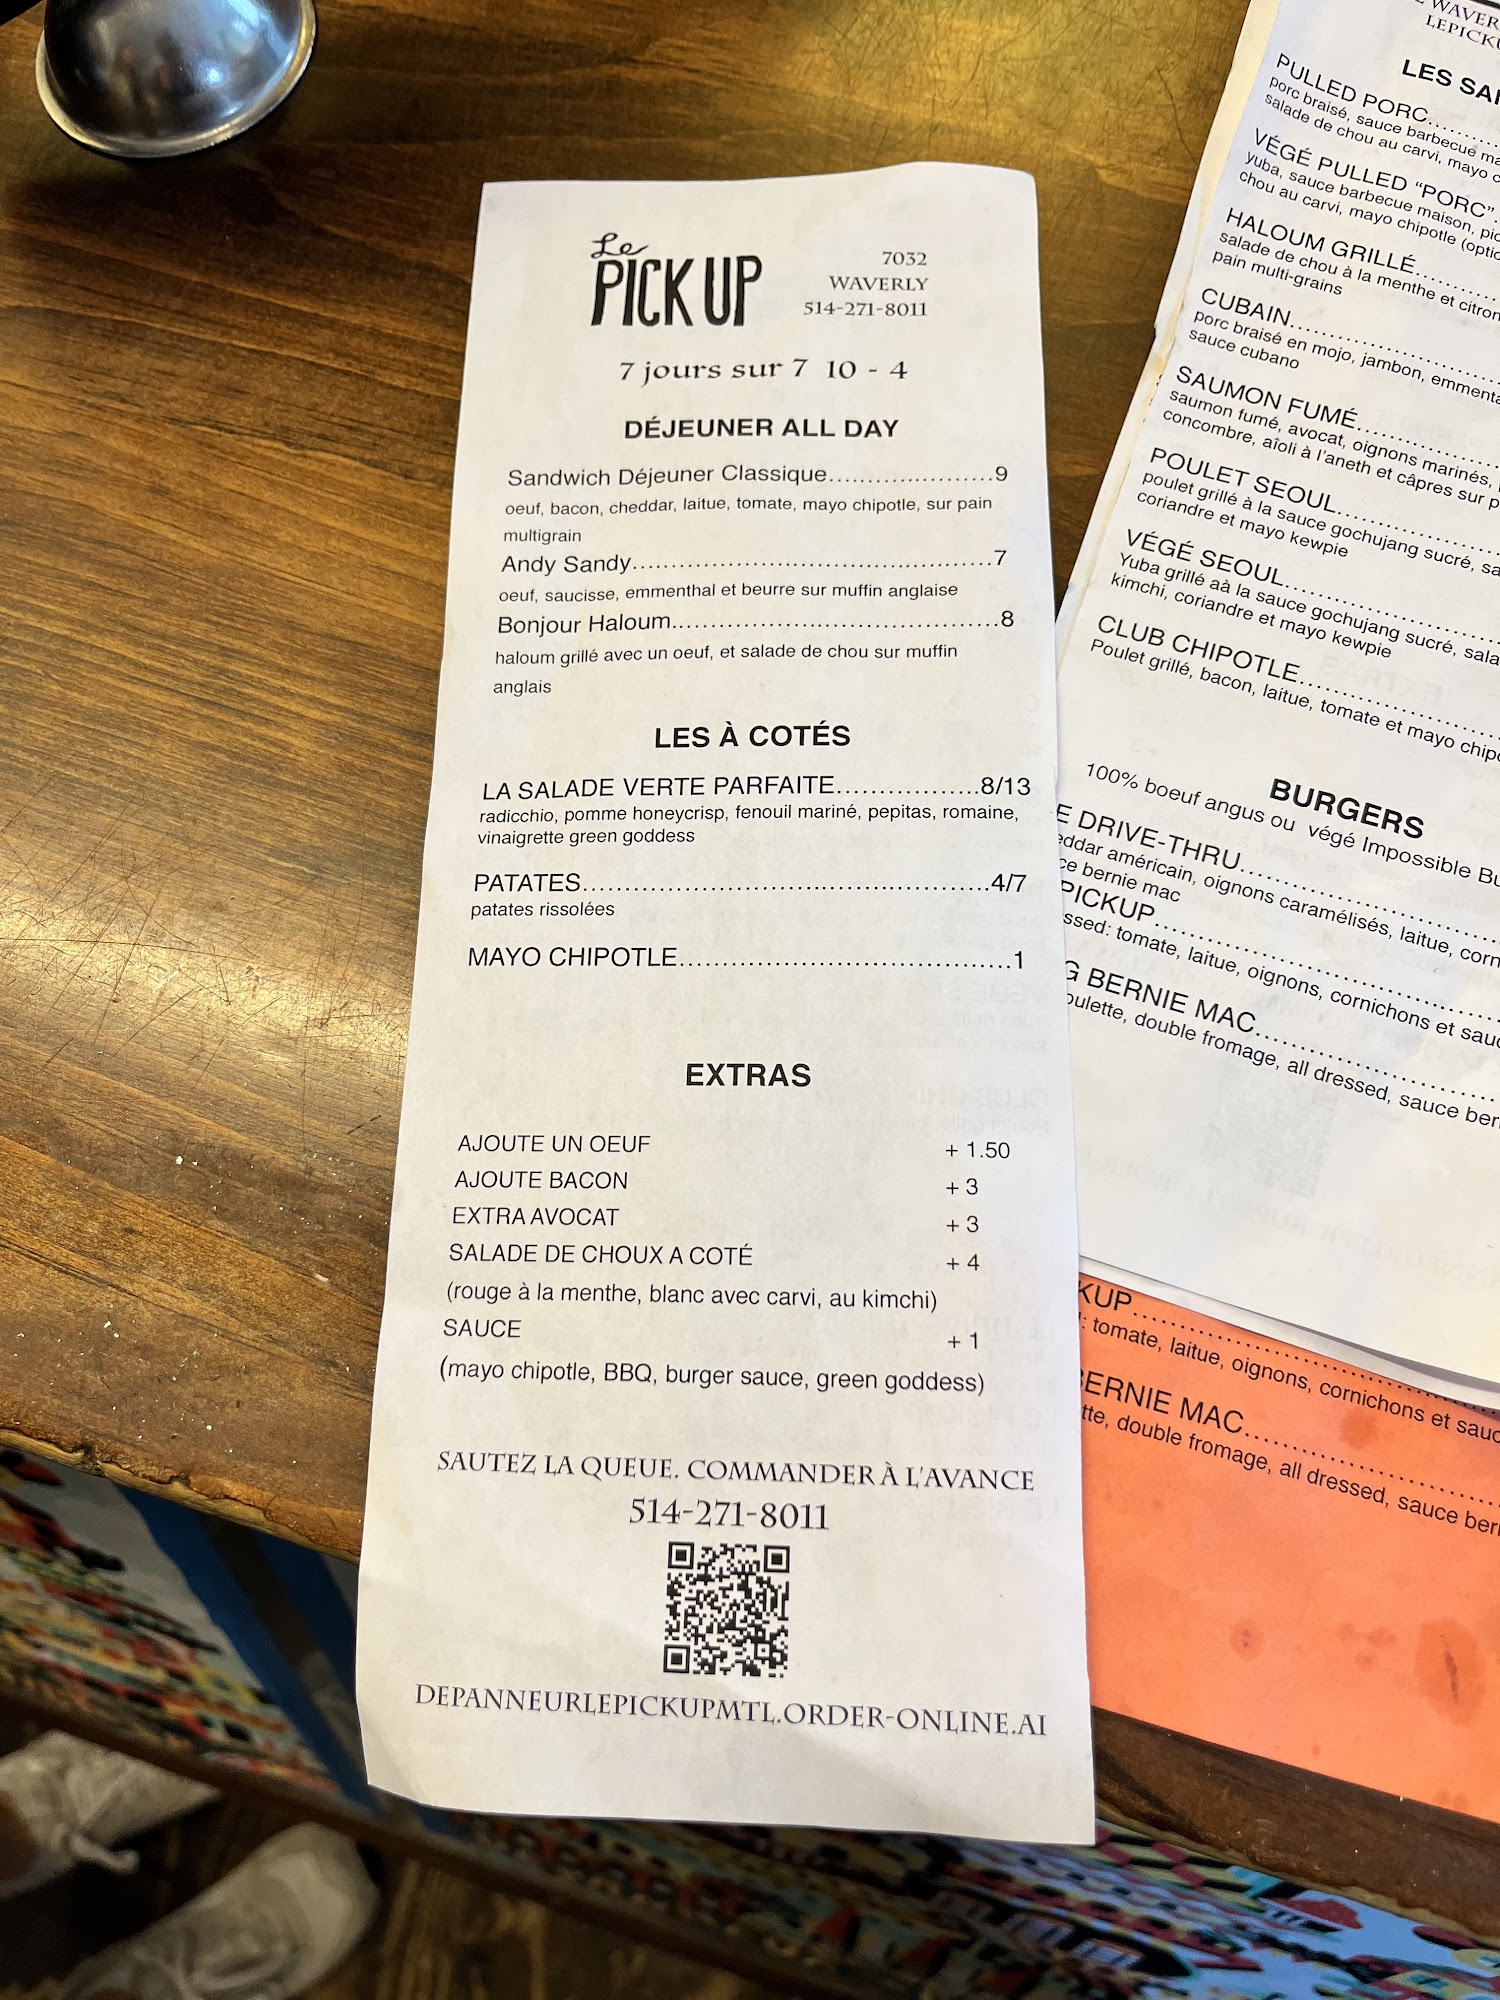 Le
PICK UP
7032
WAVERLY
514-271-8011
7 jours sur 7 10 - 4
DÉJEUNER ALL DAY
Sandwich Déjeuner Classique....................9
oeuf, bacon, cheddar, laitue, tomate, mayo chipotle, sur pain
multigrain
Andy Sandy............................................7
oeuf, saucisse, emmenthal et beurre sur muffin anglaise
Bonjour Haloum........................................8
haloum grillé avec un oeuf, et salade de chou sur muffin
anglais
LES À COTÉS
LA SALADE VERTE PARFAITE.................8/13
radicchio, pomme honeycrisp, fenouil mariné, pepitas, romaine,
vinaigrette green goddess
PATATES................................................4/7
patates rissolées
MAYO CHIPOTLE.......................................1
EXTRAS
AJOUTE UN OEUF + 1.50
AJOUTE BACON + 3
EXTRA AVOCAT + 3
SALADE DE CHOUX A COTÉ + 4
(rouge à la menthe, blanc avec carvi, au kimchi)
SAUCE + 1
(mayo chipotle, BBQ, burger sauce, green goddess)
SAUTEZ LA QUEUE. COMMANDER À L'AVANCE
514-271-8011
DEPANNEURLEPICKUPMTL.ORDER-ONLINE.AI
LES
PULLED PORC..........
porc braisé, sauce barbecue
salade de chou au carvi, mayo
VÉGÉ PULLED "PORC".
yuba, sauce barbecue maison,
chou au carvi, mayo chipotle
HALOUM GRILLÉ..........
salade de chou à la menthe et citron
pain multi-grains
CUBAIN....................
porc braisé en mojo, jambon,
sauce cubano
SAUMON FUMÉ..............
saumon fumé, avocat, oignons marinés,
concombre, aîoli à l'aneth et câpres sur
POULET SEOUL...............
poulet grillé à la sauce gochujang sucré,
coriandre et mayo kewpie
VÉGÉ SEOUL....................
Yuba grillé aà la sauce gochujang sucré,
kimchi, coriandre et mayo kewpie
CLUB CHIPOTLE...................
Poulet grillé, bacon, laitue, tomate et mayo
BURGERS
100% boeuf angus ou végé Impossible
DRIVE-THRU....................
américain, oignons caramélisés, laitue,
bernie mac
PICKUP..............................
tomate, laitue, oignons, cornichons et
BERNIE MAC.........................
double fromage, all dressed, sauce
tomate, laitue, oignons, cornichons et
BERNIE MAC.........................
double fromage, all dressed, sauce